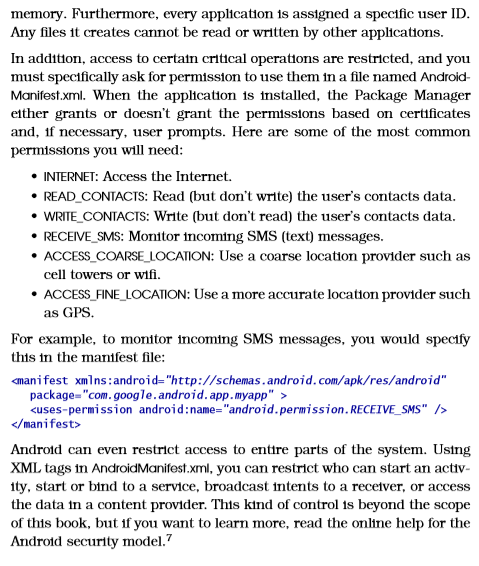 memory. Furthermore, every application is assigned a specific user ID.
Any files it creates cannot be read or written by other applications.
In addition, access to certain critical operations are restricted, and you
must specifically ask for permission to use them in a file named Android-
Manifest.xml. When the application is installed, the Package Manager
either grants or doesn't grant the permissions based on certificates
and, if necessary, user prompts. Here are some of the most common
permissions you will need:
• INTERNET: Access the Internet.
• READ_CONTACTS: Read (but don't write) the user's contacts data.
• WRITE_CONTACTS: Write (but don't read) the user's contacts data.
• RECEIVE_SMS: Monitor incoming SMS (text) messages.
• ACCESS_COARSE_LOCATION: Use a coarse location provider such as
cell towers or wifi.
• ACCESS_FINE_LOCATION: Use a more accurate location provider such
as GPS.
For example, to monitor incoming SMS messages, you would specify
this in the manifest file:
<manifest xmlns:android="http://schemas.android.com/apk/res/android"
package="com.google.android.app.myapp" >
<uses-permission android:name="android.permission.RECEIVE_SMS" />
</manifest>
Android can even restrict access to entire parts of the system. Using
XML tags in AndroidManifest.xml, you can restrict who can start an activ-
ity, start or bind to a service, broadcast intents to a receiver, or access
the data in a content provider. This kind of control is beyond the scope
of this book, but if you want to learn more, read the online help for the
Android security model.7